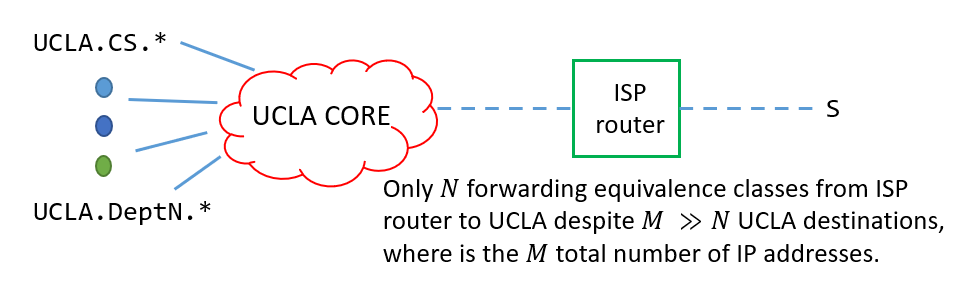 UCLA.CS.*
UCLA CORE
ISP
router
S
UCLA.DeptN.*
Only N forwarding equivalence classes from ISP
router to UCLA despite M ≫ N UCLA destinations,
where is the M total number of IP addresses.